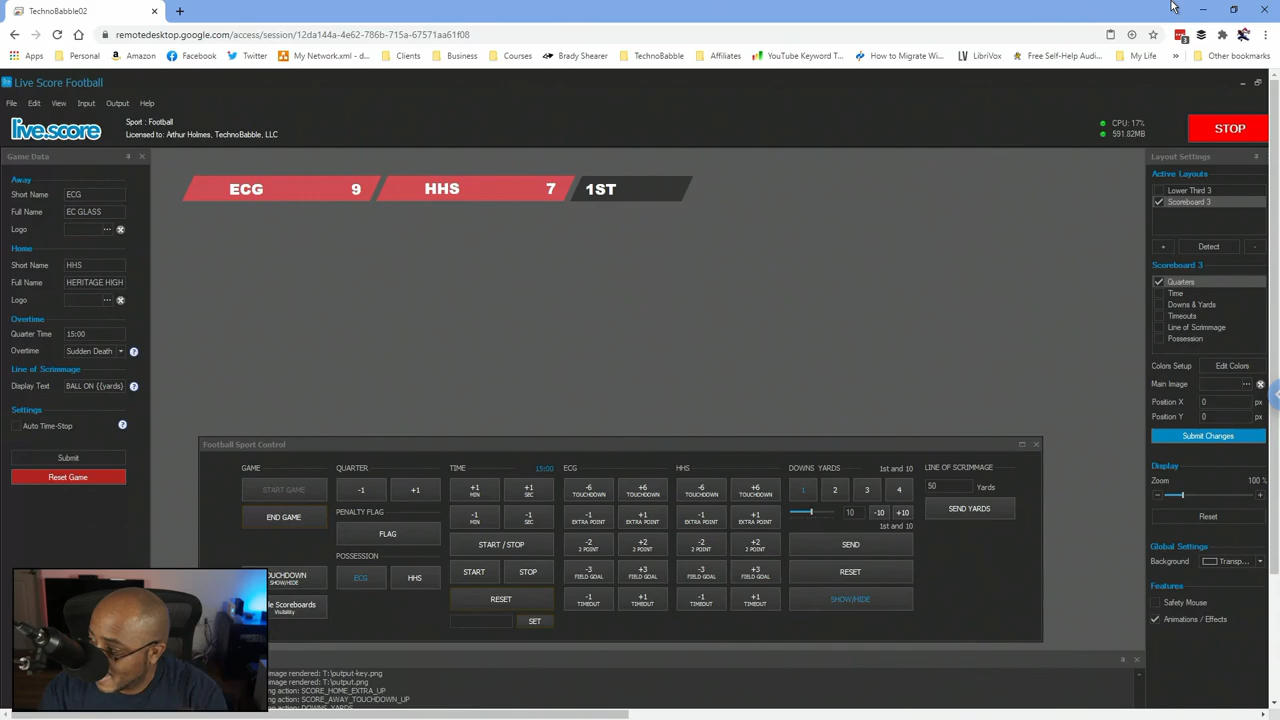 TechnoBabble02
remotedesktop.google.com/access/session/12da144a-4e62-786b-715a-67571aa61f08
3
Apps Personal Amazon Facebook Twitter My Network.xml - d... Clients Business Courses Brady Shearer TechnoBabble Affiliates YouTube Keyword T... How to Migrate Wi... LV LibriVox Free Self-Help Audi... My Life » Other bookmarks
Live Score Football
File Edit View Input Output Help
live.score
Sport : Football
Licensed to: Arthur Holmes, TechnoBabble, LLC
CPU: 17%
591.82MB
STOP
Game Data
Away
Short Name ECG
Full Name EC GLASS
Logo
Home
Short Name HHS
Full Name HERITAGE HIGH
Logo
Overtime
Quarter Time 15:00
Overtime Sudden Death
Line of Scrimmage
Display Text BALL ON {{yards}
Settings
Auto Time-Stop
Submit
Reset Game
ECG 9 HHS 7 1ST
Layout Settings
Active Layouts
Lower Third 3
Scoreboard 3
+ Detect -
Scoreboard 3
Quarters
Time
Downs & Yards
Timeouts
Line of Scrimmage
Possession
Colors Setup Edit Colors
Main Image
Position X 0 px
Position Y 0 px
Submit Changes
Display
Zoom 100 %
Reset
Global Settings
Background Transp...
Features
Safety Mouse
Animations / Effects
Football Sport Control
GAME QUARTER TIME 15:00 ECG HHS DOWNS YARDS 1st and 10 LINE OF SCRIMMAGE
START GAME -1 +1 +1 MIN +1 SEC -6 TOUCHDOWN +6 TOUCHDOWN -6 TOUCHDOWN +6 TOUCHDOWN 1 2 3 4 50 Yards
END GAME PENALTY FLAG -1 MIN -1 SEC -1 EXTRA POINT +1 EXTRA POINT -1 EXTRA POINT +1 EXTRA POINT 10 -10 +10 SEND YARDS
1st and 10
FLAG START / STOP -2 2 POINT +2 2 POINT -2 2 POINT +2 2 POINT SEND
POSSESSION
OUCHDOWN SHOW/HIDE ECG HHS START STOP -3 FIELD GOAL +3 FIELD GOAL -3 FIELD GOAL +3 FIELD GOAL RESET
le Scoreboards Visibility RESET -1 TIMEOUT +1 TIMEOUT -1 TIMEOUT +1 TIMEOUT SHOW/HIDE
SET
mage rendered: T:\output-key.png
mage rendered: T:\output.png
ng action: SCORE_HOME_EXTRA_UP
ng action: SCORE_AWAY_TOUCHDOWN_UP